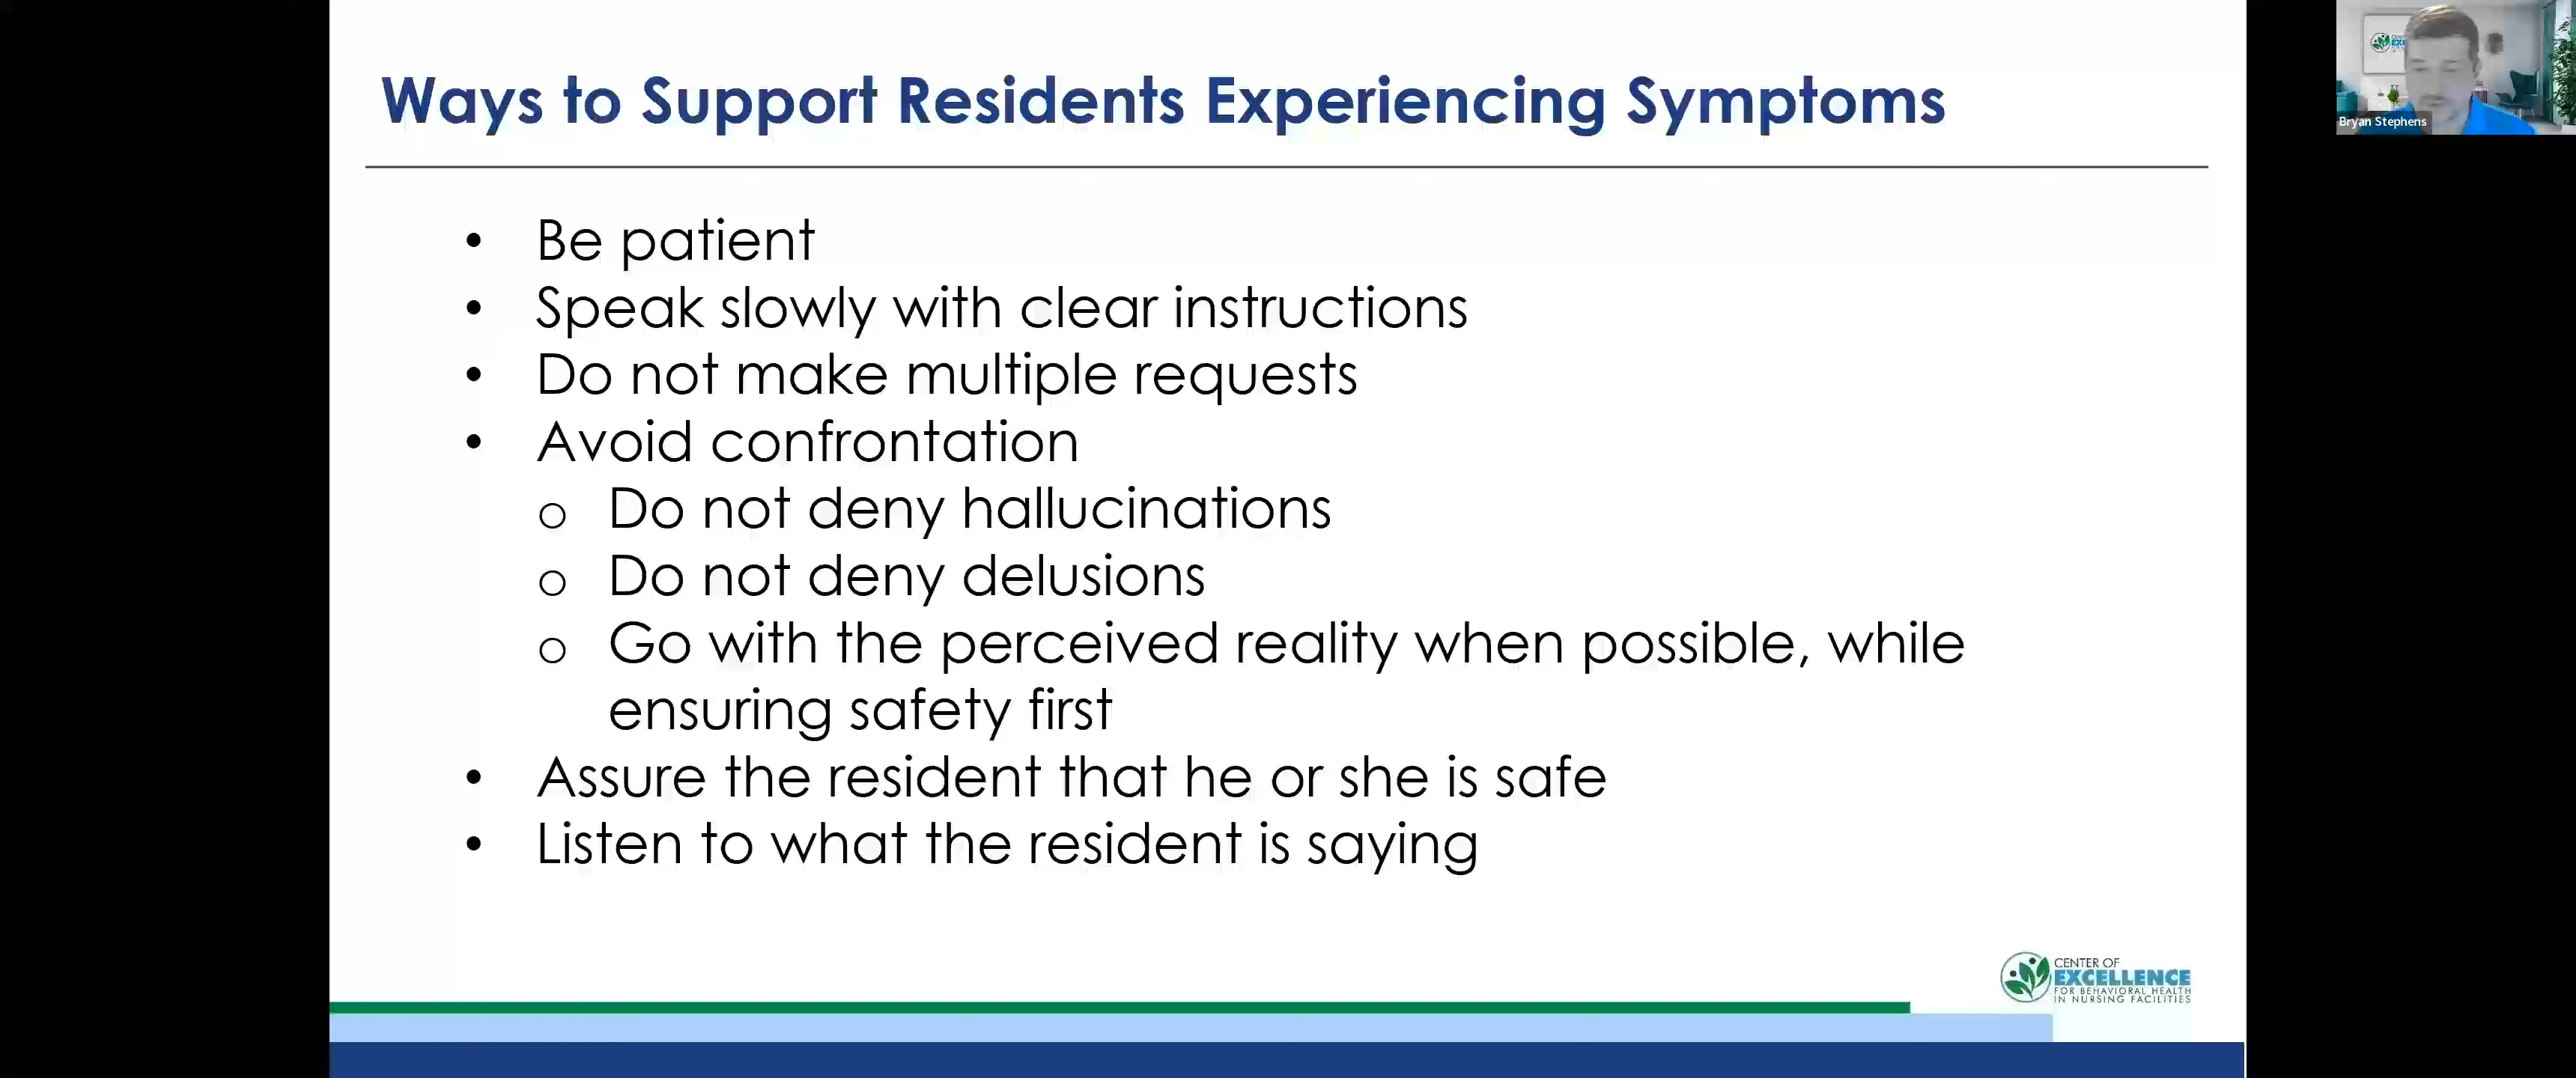 Ways to Support Residents Experiencing Symptoms
• Be patient
• Speak slowly with clear instructions
• Do not make multiple requests
• Avoid confrontation
o Do not deny hallucinations
o Do not deny delusions
o Go with the perceived reality when possible, while
ensuring safety first
• Assure the resident that he or she is safe
• Listen to what the resident is saying
CENTER OF
EXCELLENCE
FOR BEHAVIORAL HEALTH
IN NURSING FACILITIES
Bryan Stephens